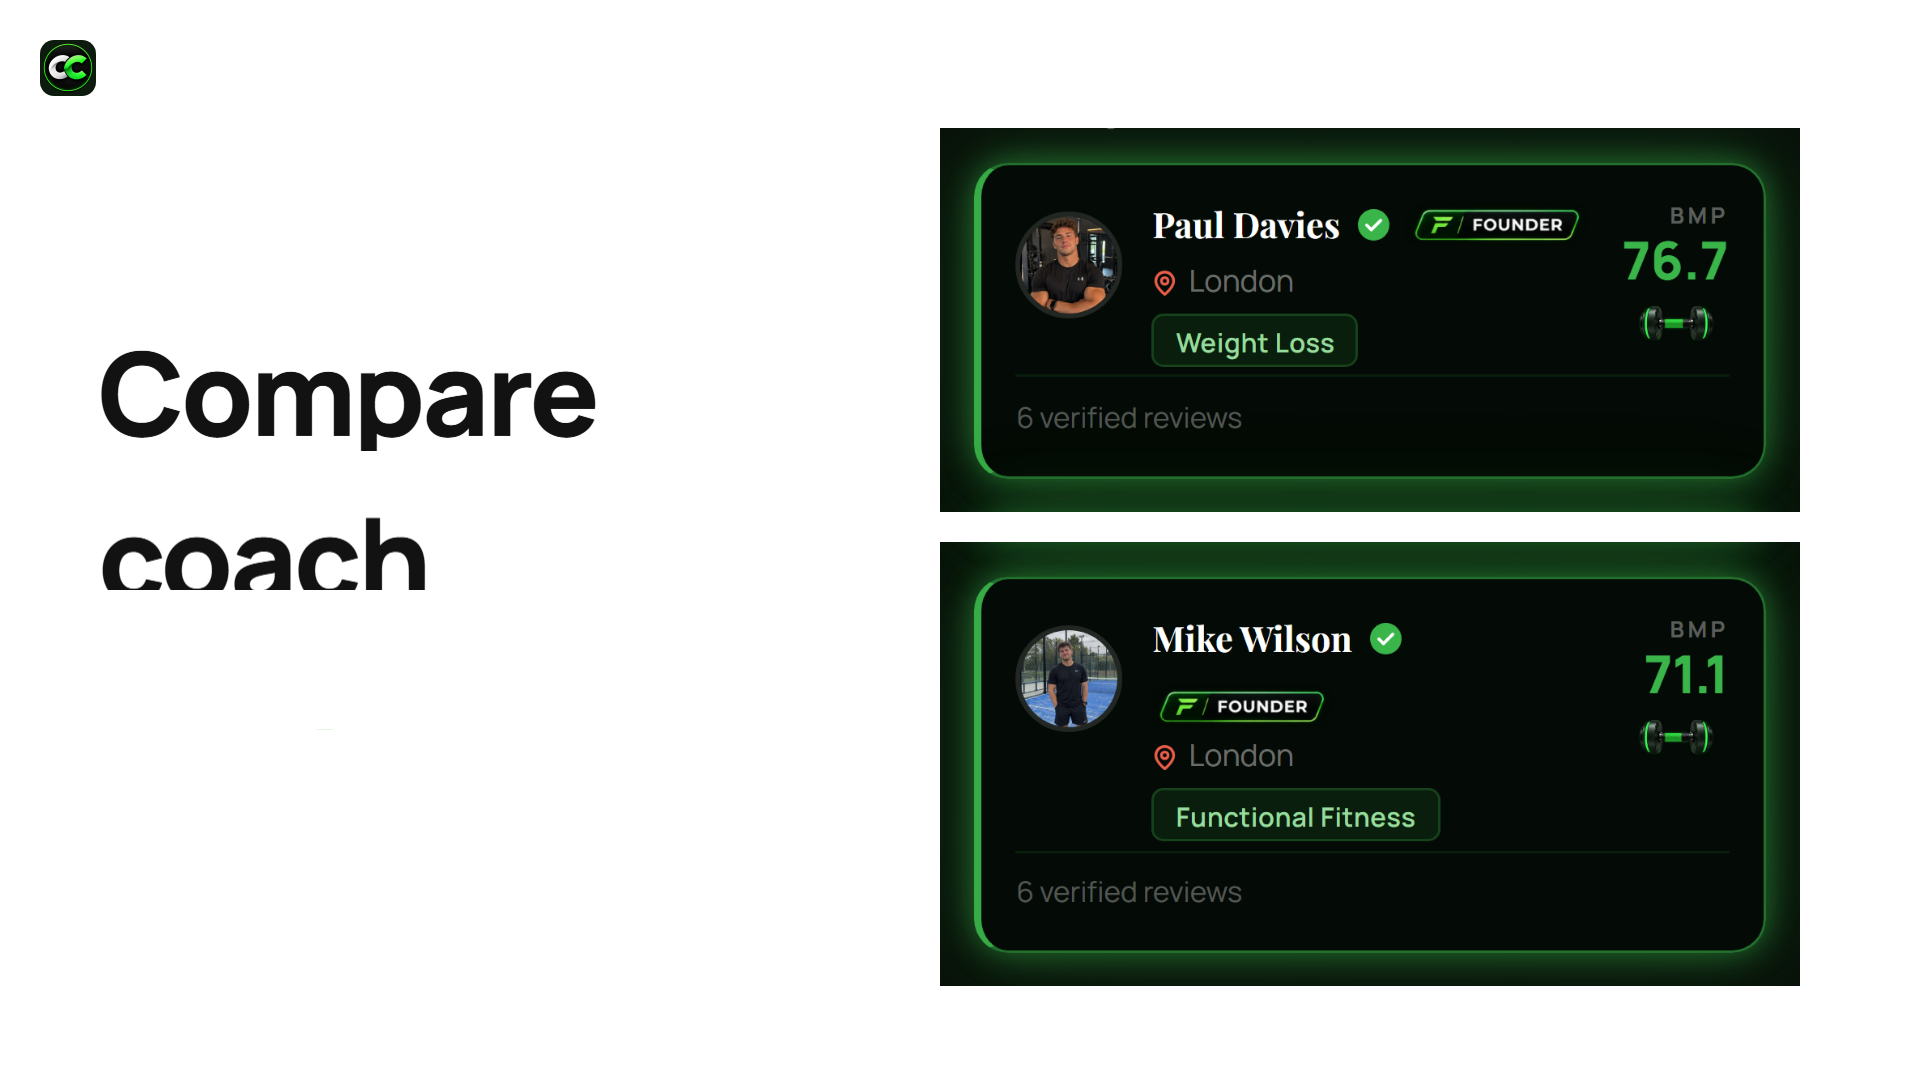 CC
Compare
coach
Paul Davies
F / FOUNDER
BMP
76.7
London
Weight Loss
6 verified reviews
Mike Wilson
BMP
71.1
F / FOUNDER
London
Functional Fitness
6 verified reviews